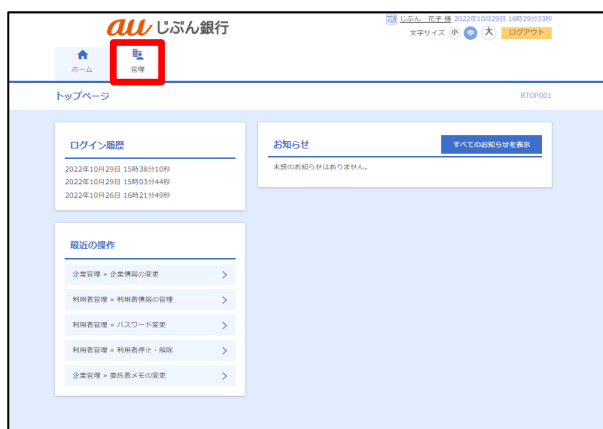 au じぶん銀行
じぶん 花子 様 2022年10月29日 16時29分33秒
文字サイズ 小 中 大 ログアウト
ホーム 管理
トップページ BTOP001
ログイン履歴
2022年10月29日 15時38分10秒
2022年10月29日 15時03分44秒
2022年10月26日 16時21分49秒
お知らせ すべてのお知らせを表示
未読のお知らせはありません。
最近の操作
企業管理 » 企業情報の変更
利用者管理 » 利用者情報の管理
利用者管理 » パスワード変更
利用者管理 » 利用者停止・解除
企業管理 » 委託者メモの変更